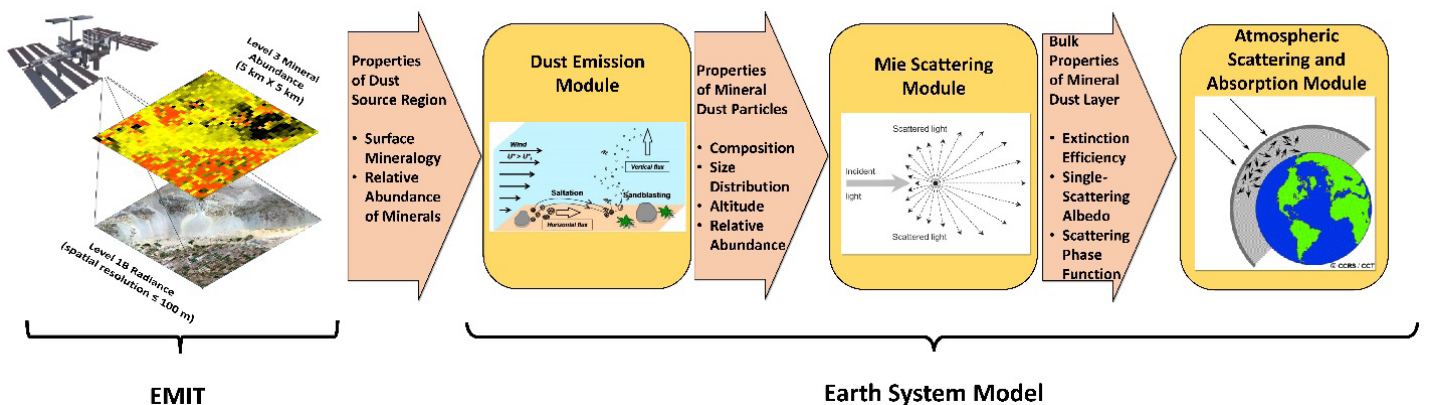 Level 3 Mineral
Abundance
(5 km X 5 km)
Level 1B Radiance
(spatial resolution ≤ 100 m)
Properties
of Dust
Source Region
• Surface
Mineralogy
• Relative
Abundance
of Minerals
Dust Emission
Module
Wind
U* > U*t
Vertical flux
Saltation
Sandblasting
Horizontal flux
Properties
of Mineral
Dust Particles
• Composition
• Size
Distribution
• Altitude
• Relative
Abundance
Mie Scattering
Module
Scattered light
Incident
light
Scattered light
Bulk
Properties
of Mineral
Dust Layer
• Extinction
Efficiency
• Single-
Scattering
Albedo
• Scattering
Phase
Function
Atmospheric
Scattering and
Absorption Module
© CCRS / CCT
EMIT
Earth System Model